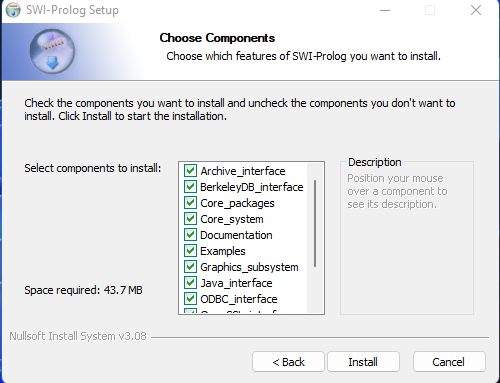 SWI-Prolog Setup
Choose Components
Choose which features of SWI-Prolog you want to install.
Check the components you want to install and uncheck the components you don't want to
install. Click Install to start the installation.
Select components to install:
Archive_interface
BerkeleyDB_interface
Core_packages
Core_system
Documentation
Examples
Graphics_subsystem
Java_interface
ODBC_interface
Description
Position your mouse
over a component to
see its description.
Space required: 43.7 MB
Nullsoft Install System v3.08
< Back
Install
Cancel